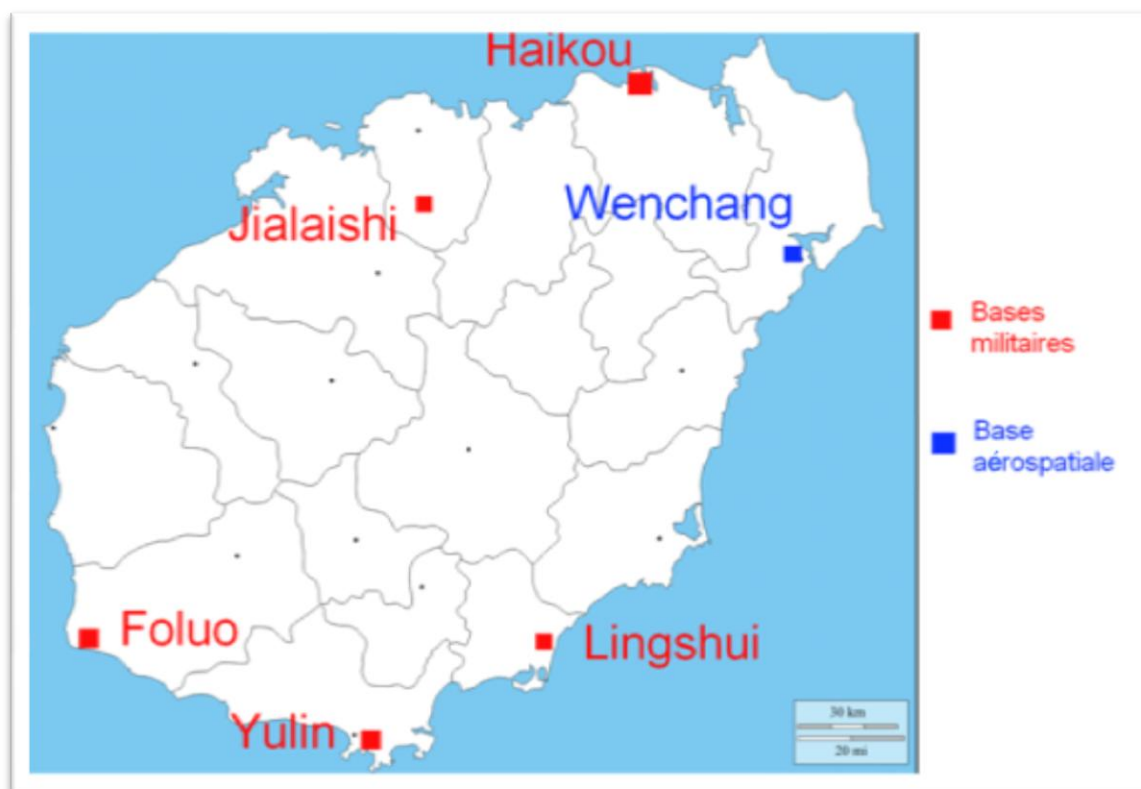 Haikou
Wenchang
Jialaishi
Bases
militaires
Base
aérospatiale
Foluo
Lingshui
Yulin
30 km
20 mi